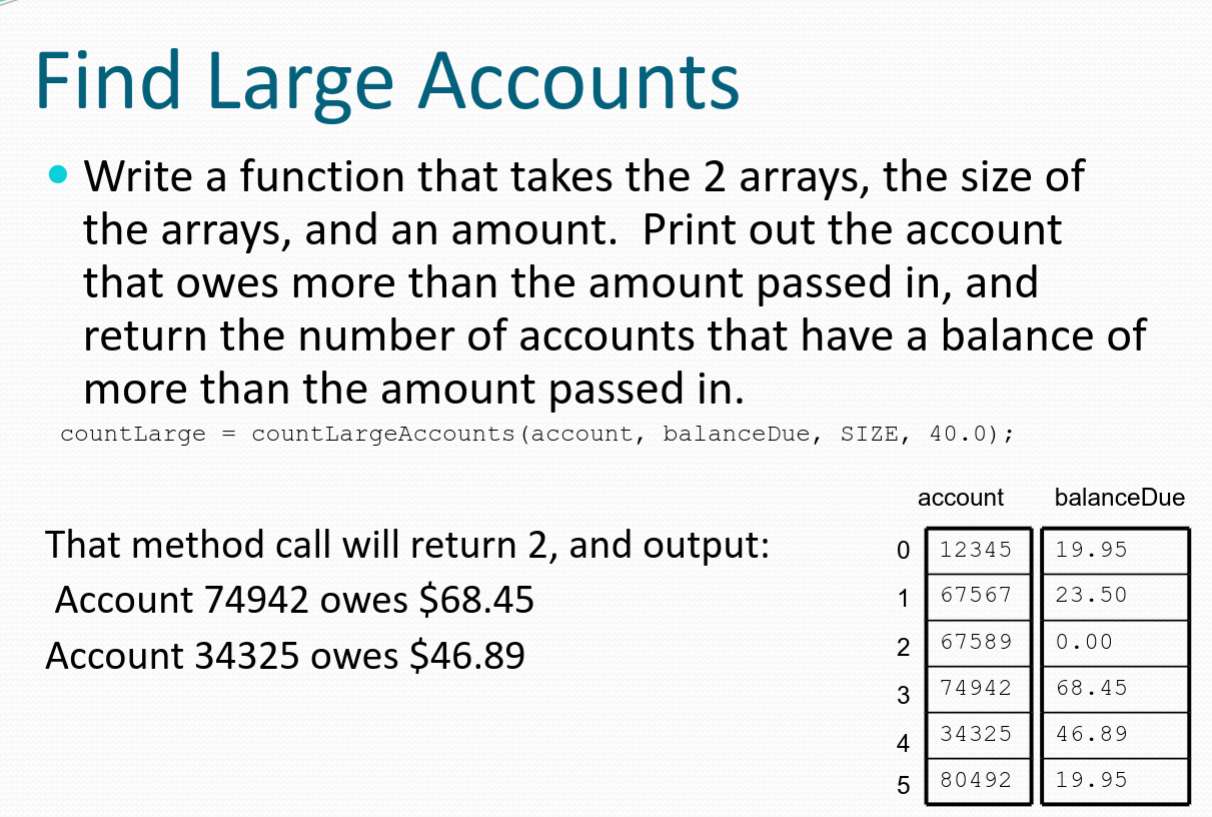 Find Large Accounts
Write a function that takes the 2 arrays, the size of
the arrays, and an amount.  Print out the account
that owes more than the amount passed in, and
return the number of accounts that have a balance of
more than the amount passed in.
countLarge = countLargeAccounts(account, balanceDue, SIZE, 40.0);
That method call will return 2, and output:
Account 74942 owes $68.45
Account 34325 owes $46.89
account balanceDue
0 12345 19.95
1 67567 23.50
2 67589 0.00
3 74942 68.45
4 34325 46.89
5 80492 19.95